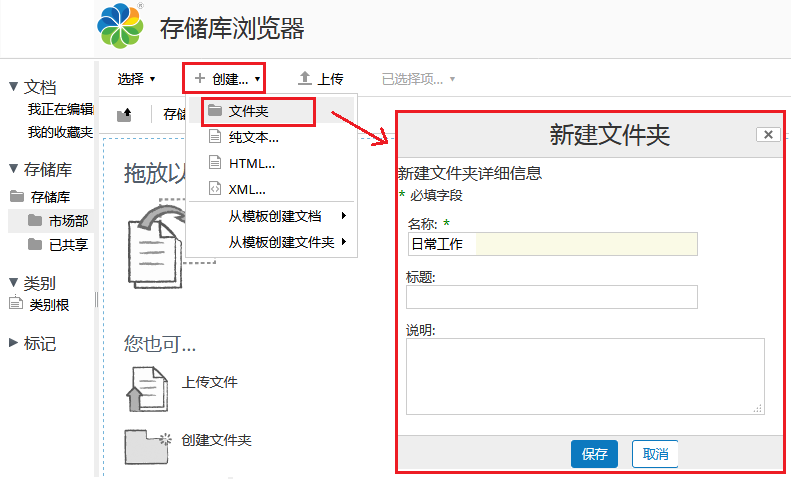 存储库浏览器
选择
创建...
上传
已选择项...
文档
我正在编辑
我的收藏夹
存储库
存储库
市场部
已共享
类别
类别根
标记
存储
文件夹
纯文本...
HTML...
XML...
从模板创建文档
从模板创建文件夹
拖放以
您也可...
上传文件
创建文件夹
新建文件夹
新建文件夹详细信息
* 必填字段
名称: *
日常工作
标题:
说明:
保存
取消